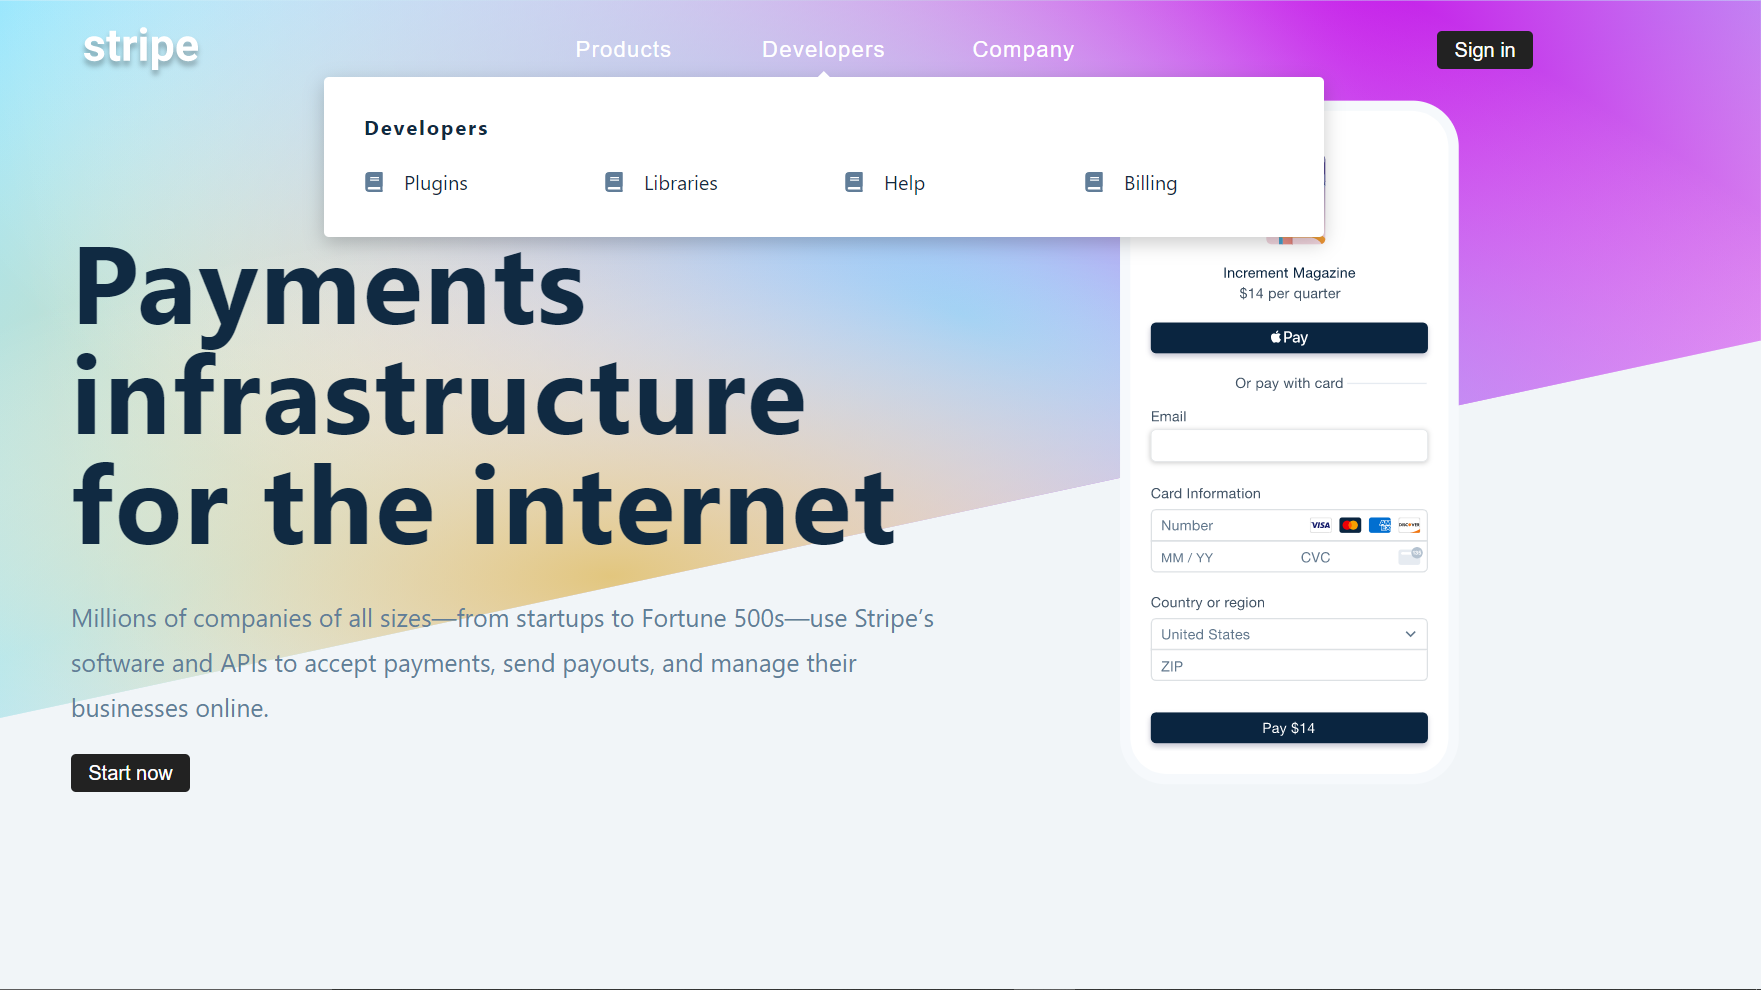 stripe
Products
Developers
Company
Sign in
Developers
Plugins
Libraries
Help
Billing
Payments
infrastructure
for the internet
Millions of companies of all sizes—from startups to Fortune 500s—use Stripe’s
software and APIs to accept payments, send payouts, and manage their
businesses online.
Start now
Increment Magazine
$14 per quarter
Pay
Or pay with card
Email
Card Information
Number
VISA
DISCOVER
MM / YY
CVC
Country or region
United States
ZIP
Pay $14